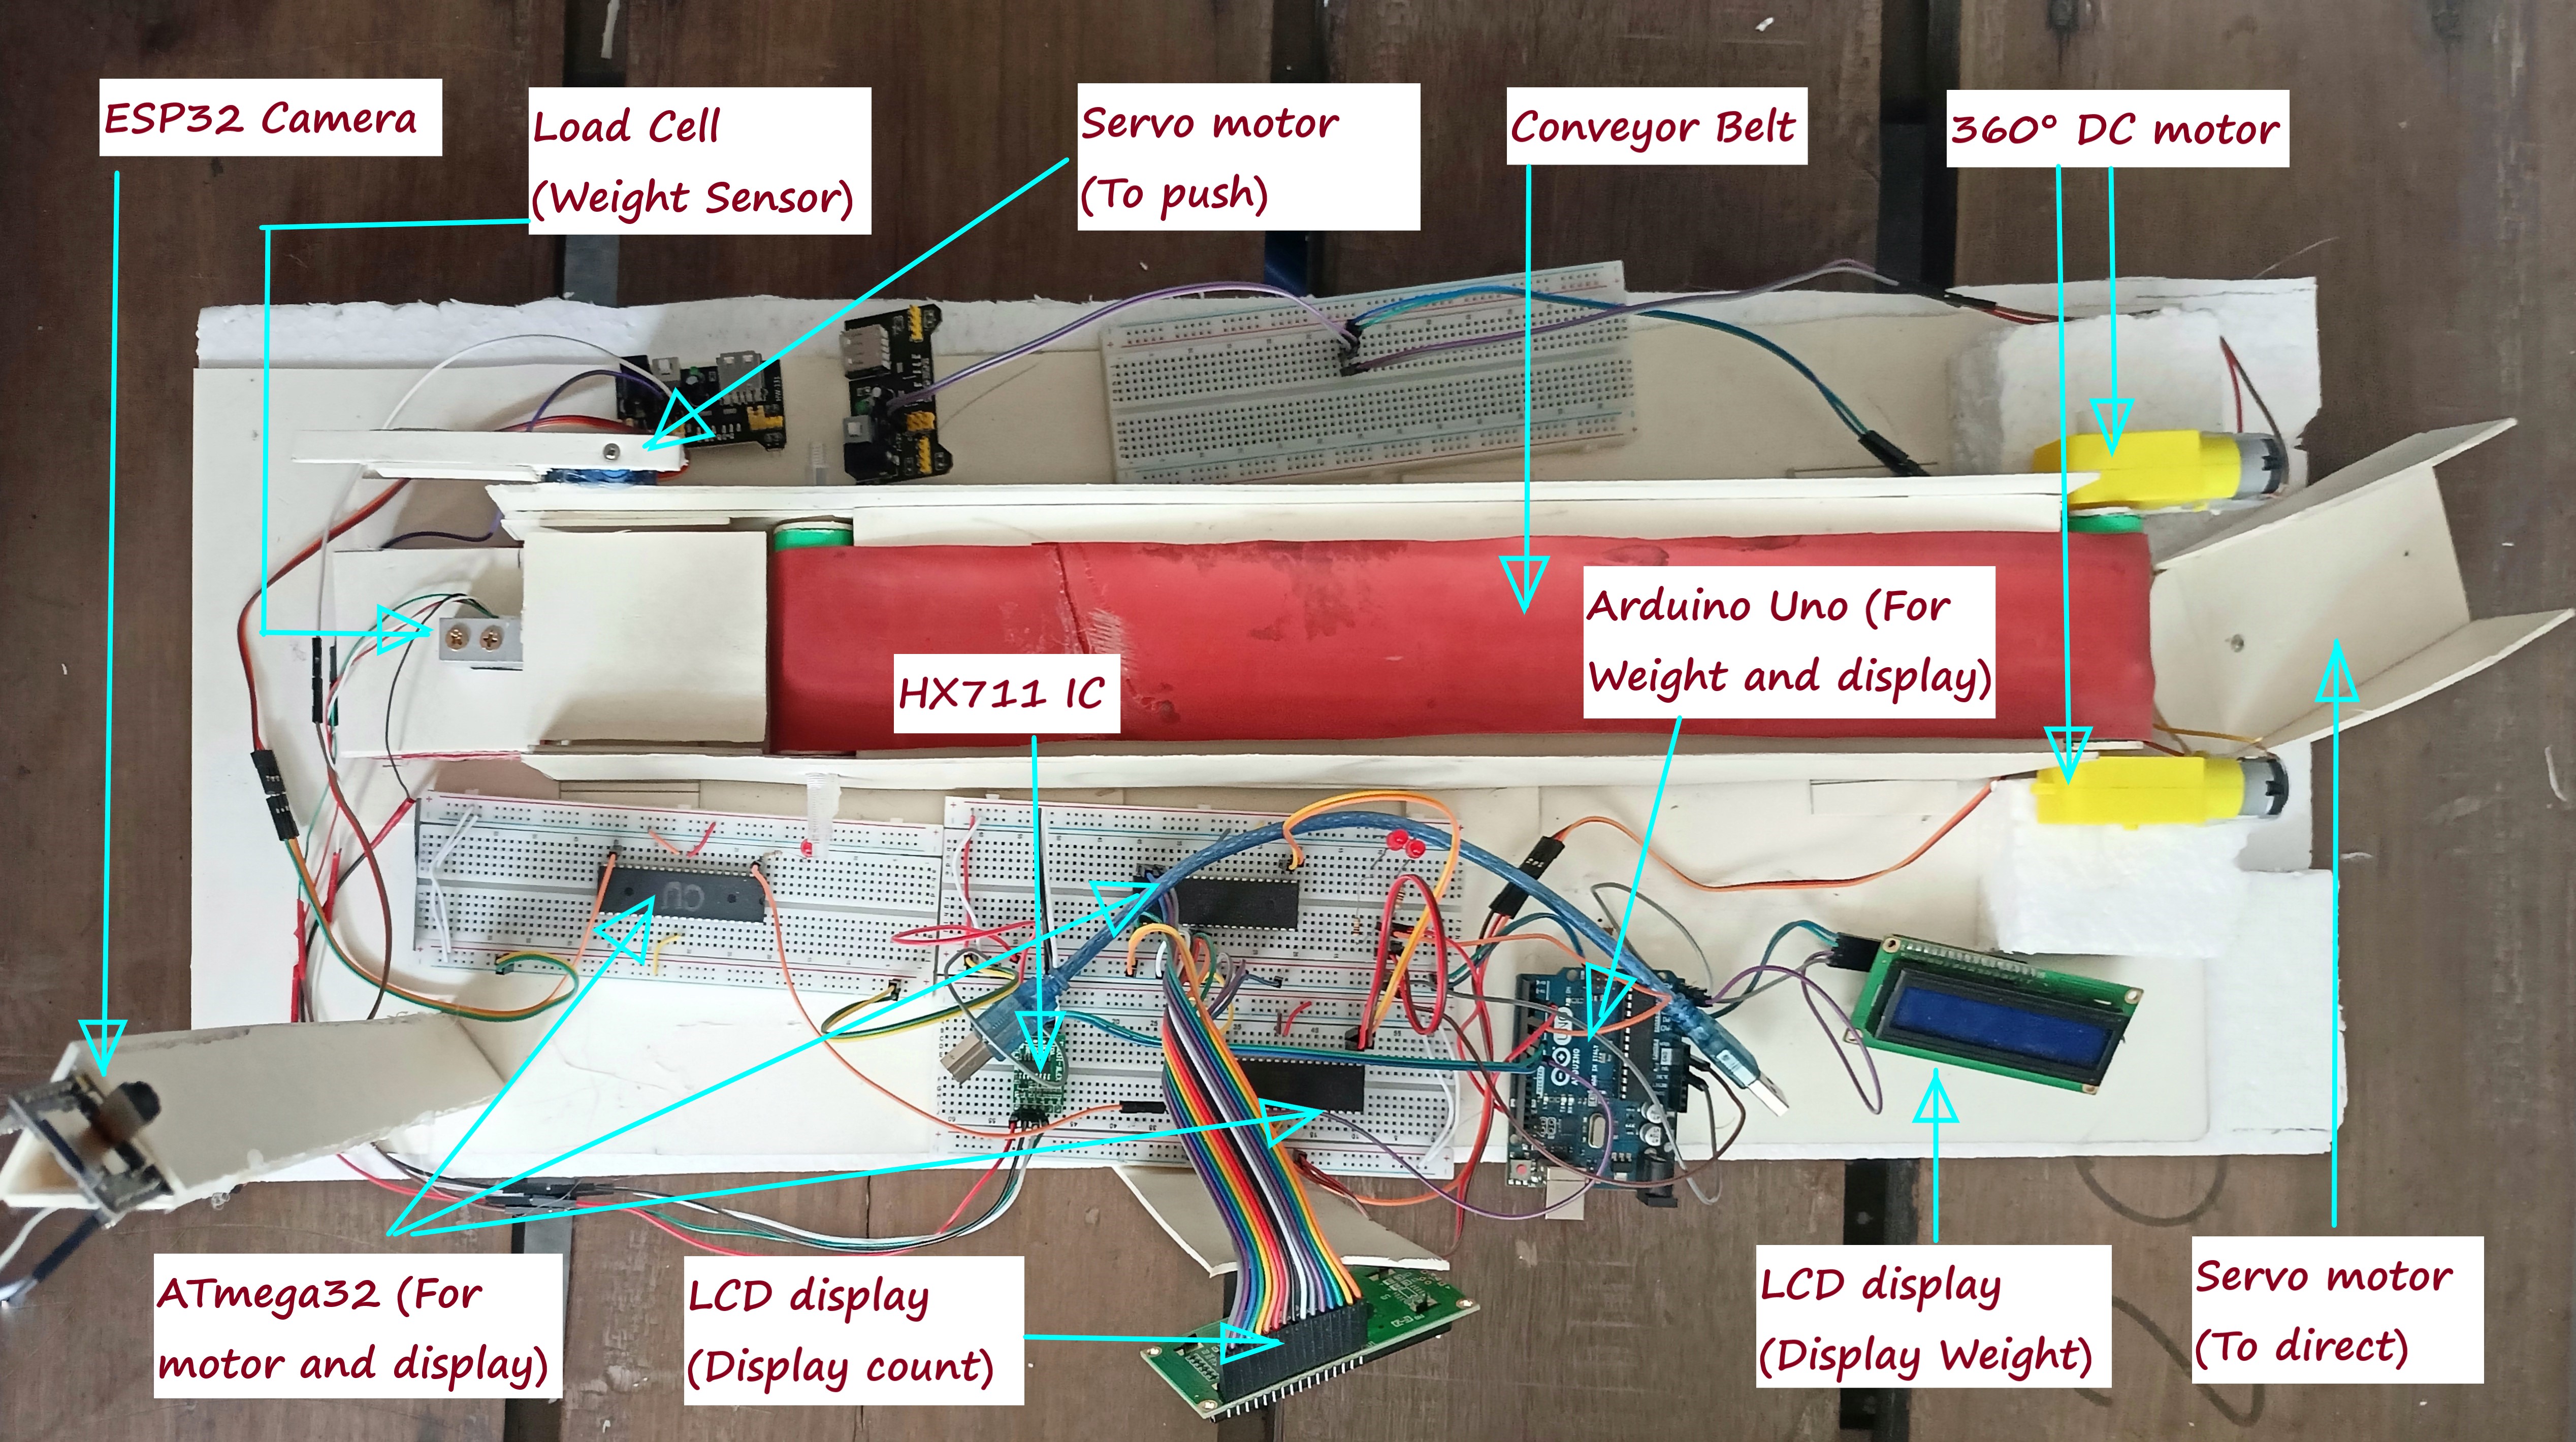 ESP32 Camera
Load Cell
(Weight Sensor)
Servo motor
(To push)
Conveyor Belt
360° DC motor
Arduino Uno (For
Weight and display)
HX711 IC
ATmega32 (For
motor and display)
LCD display
(Display count)
LCD display
(Display Weight)
Servo motor
(To direct)